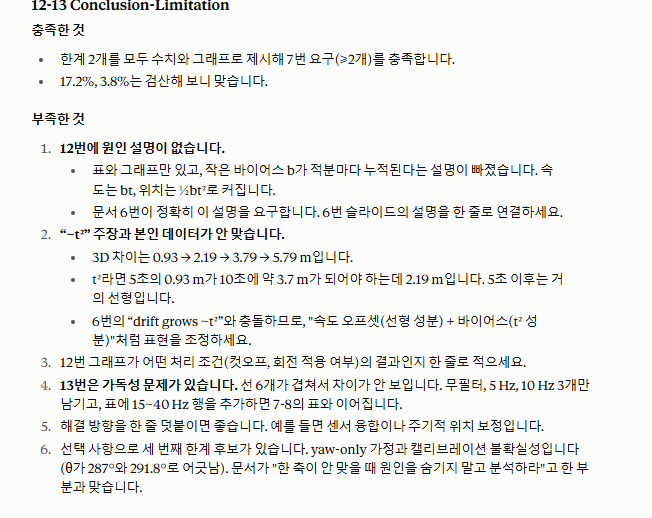 12-13 Conclusion-Limitation
충족한 것
• 한계 2개를 모두 수치와 그래프로 제시해 7번 요구(≥2개)를 충족합니다.
• 17.2%, 3.8%는 검산해 보니 맞습니다.
부족한 것
1. 12번에 원인 설명이 없습니다.
• 표와 그래프만 있고, 작은 바이어스 b가 적분마다 누적된다는 설명이 빠졌습니다. 속
도는 bt, 위치는 ½bt²로 커집니다.
• 문서 6번이 정확히 이 설명을 요구합니다. 6번 슬라이드의 설명을 한 줄로 연결하세요.
2. “~t²” 주장과 본인 데이터가 안 맞습니다.
• 3D 차이는 0.93 → 2.19 → 3.79 → 5.79 m입니다.
• t²라면 5초의 0.93 m가 10초에 약 3.7 m가 되어야 하는데 2.19 m입니다. 5초 이후는 거
의 선형입니다.
• 6번의 “drift grows ~t²”와 충돌하므로, "속도 오프셋(선형 성분) + 바이어스(t² 성
분)"처럼 표현을 조정하세요.
3. 12번 그래프가 어떤 처리 조건(컷오프, 회전 적용 여부)의 결과인지 한 줄로 적으세요.
4. 13번은 가독성 문제가 있습니다. 선 6개가 겹쳐서 차이가 안 보입니다. 무필터, 5 Hz, 10 Hz 3개만
남기고, 표에 15~40 Hz 행을 추가하면 7-8의 표와 이어집니다.
5. 해결 방향을 한 줄 덧붙이면 좋습니다. 예를 들면 센서 융합이나 주기적 위치 보정입니다.
6. 선택 사항으로 세 번째 한계 후보가 있습니다. yaw-only 가정과 캘리브레이션 불확실성입니다
(θ가 287°와 291.8°로 어긋남). 문서가 "한 축이 안 맞을 때 원인을 숨기지 말고 분석하라"고 한 부
분과 맞습니다.